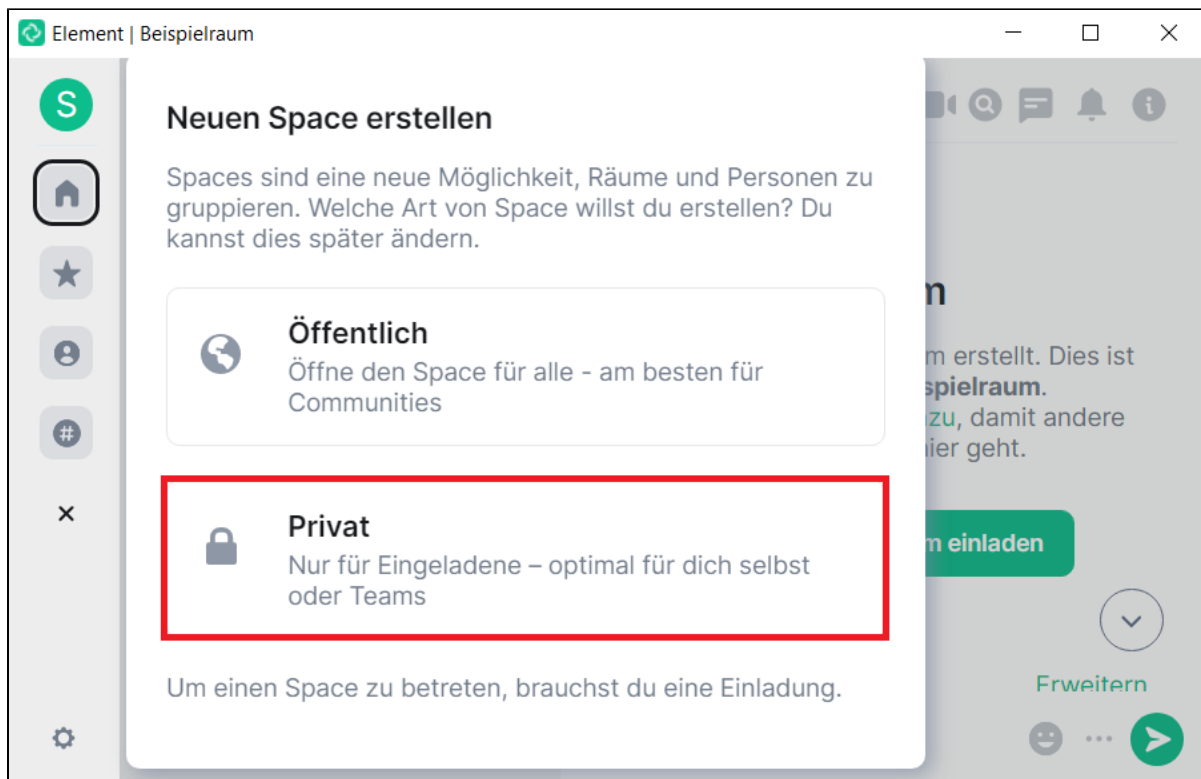 Element | Beispielraum
S
Neuen Space erstellen
Spaces sind eine neue Möglichkeit, Räume und Personen zu
gruppieren. Welche Art von Space willst du erstellen? Du
kannst dies später ändern.
Öffentlich
Öffne den Space für alle - am besten für
Communities
Privat
Nur für Eingeladene – optimal für dich selbst
oder Teams
Um einen Space zu betreten, brauchst du eine Einladung.
m
m erstellt. Dies ist
spielraum.
zu, damit andere
hier geht.
m einladen
Erweitern